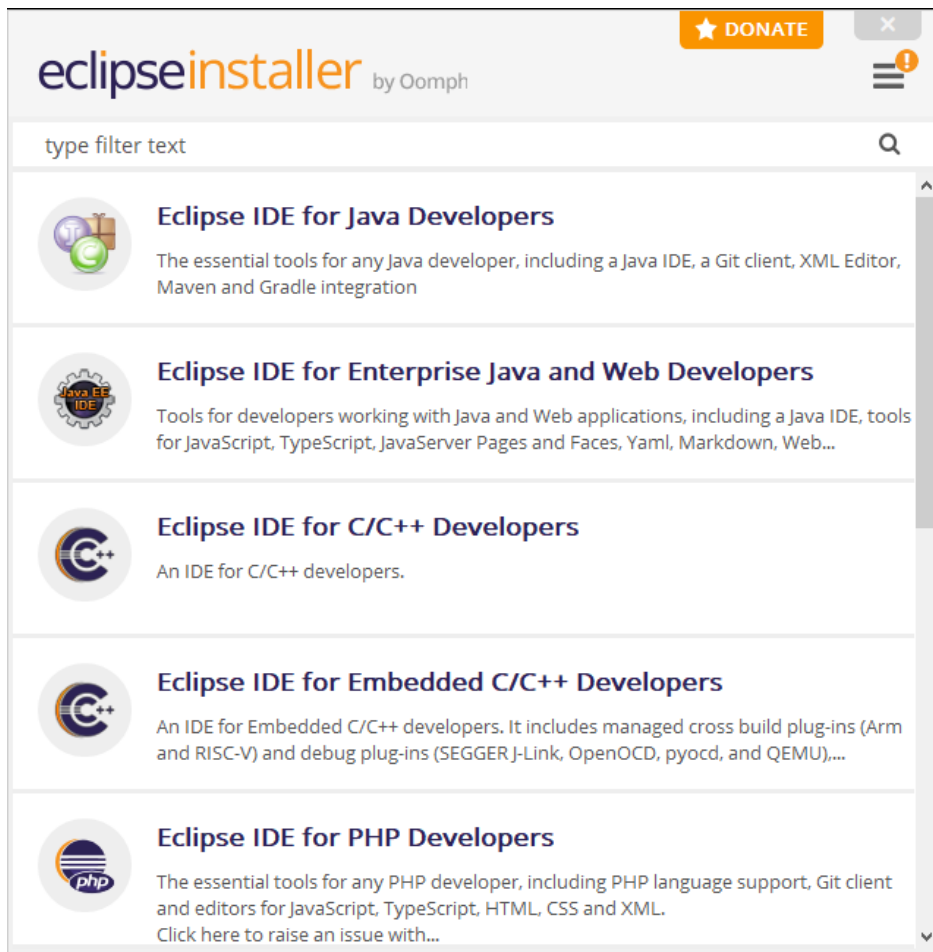 DONATE
eclipseinstaller by Oomph
type filter text
Eclipse IDE for Java Developers
The essential tools for any Java developer, including a Java IDE, a Git client, XML Editor,
Maven and Gradle integration
Java EE
IDE
Eclipse IDE for Enterprise Java and Web Developers
Tools for developers working with Java and Web applications, including a Java IDE, tools
for JavaScript, TypeScript, JavaServer Pages and Faces, Yaml, Markdown, Web...
C++
Eclipse IDE for C/C++ Developers
An IDE for C/C++ developers.
C++
Eclipse IDE for Embedded C/C++ Developers
An IDE for Embedded C/C++ developers. It includes managed cross build plug-ins (Arm
and RISC-V) and debug plug-ins (SEGGER J-Link, OpenOCD, pyocd, and QEMU),...
php
Eclipse IDE for PHP Developers
The essential tools for any PHP developer, including PHP language support, Git client
and editors for JavaScript, TypeScript, HTML, CSS and XML.
Click here to raise an issue with...